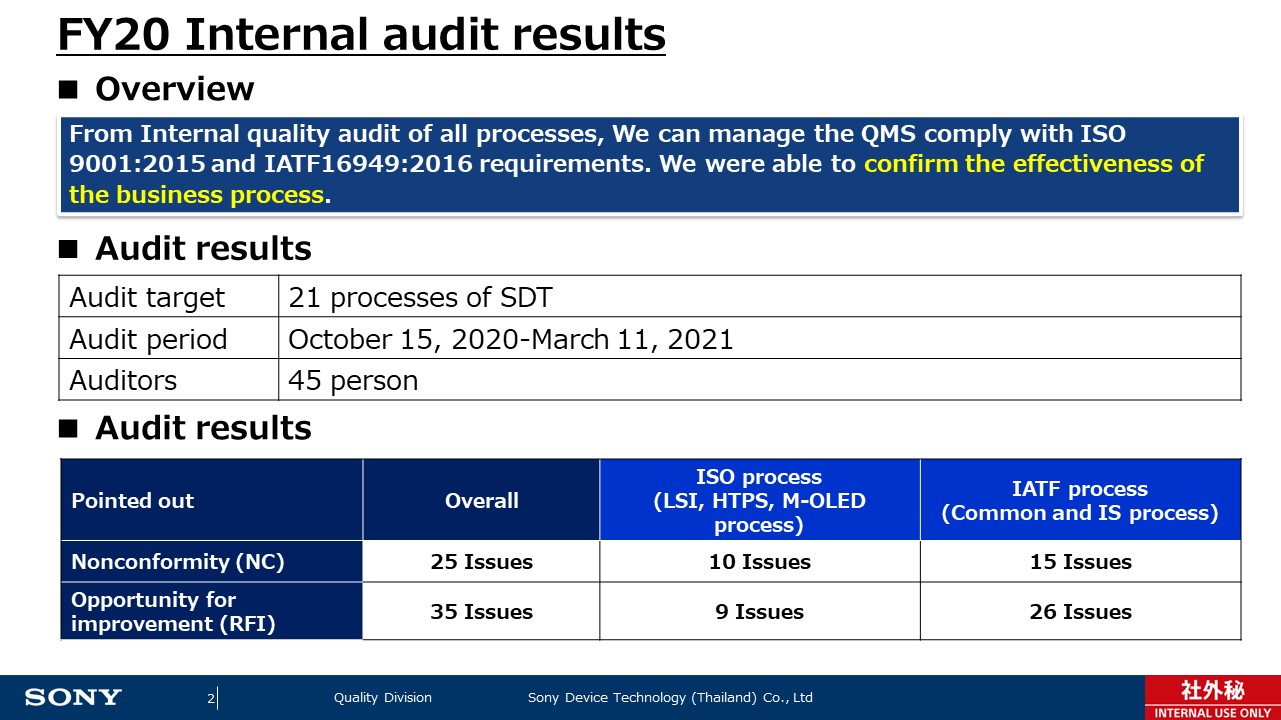 FY20 Internal audit results
■ Overview
From Internal quality audit of all processes, We can manage the QMS comply with ISO
9001:2015 and IATF16949:2016 requirements. We were able to confirm the effectiveness of
the business process.
■ Audit results
Audit target 21 processes of SDT
Audit period October 15, 2020-March 11, 2021
Auditors 45 person
■ Audit results
Pointed out
Overall
ISO process
(LSI, HTPS, M-OLED
process)
IATF process
(Common and IS process)
Nonconformity (NC) 25 Issues 10 Issues 15 Issues
Opportunity for
improvement (RFI)
35 Issues 9 Issues 26 Issues
SONY 2 Quality Division Sony Device Technology (Thailand) Co., Ltd
社外秘
INTERNAL USE ONLY